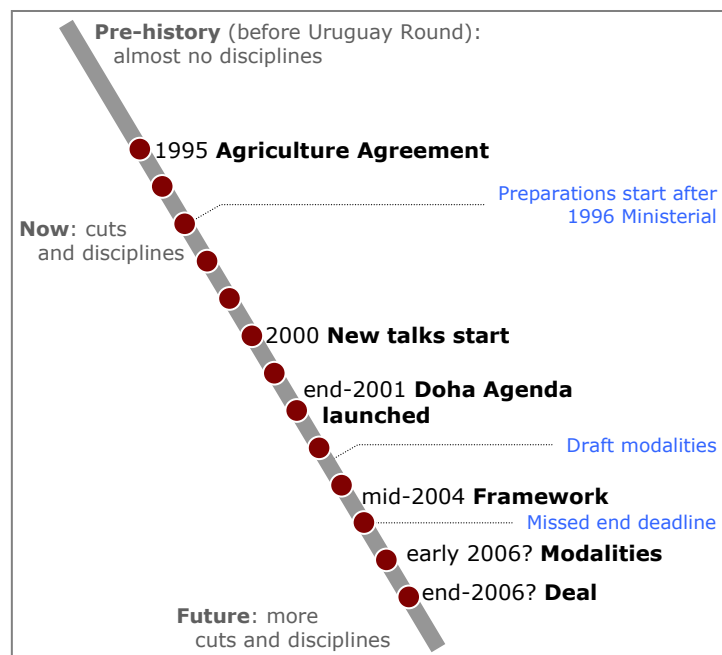 Pre-history (before Uruguay Round):
almost no disciplines
1995 Agriculture Agreement
Preparations start after
1996 Ministerial
Now: cuts
and disciplines
2000 New talks start
end-2001 Doha Agenda
launched
Draft modalities
mid-2004 Framework
Missed end deadline
early 2006? Modalities
end-2006? Deal
Future: more
cuts and disciplines